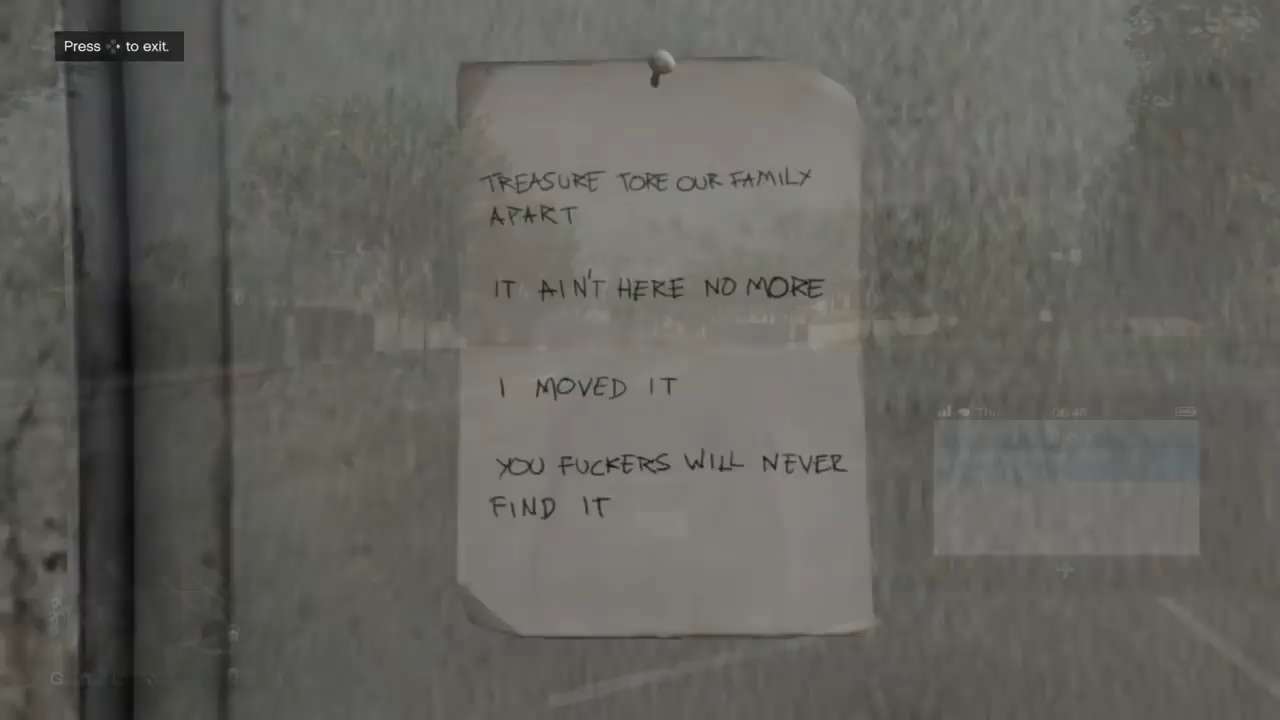 Press to exit.
TREASURE TORE OUR FAMILY
APART
IT AIN'T HERE NO MORE
I MOVED IT
YOU FUCKERS WILL NEVER
FIND IT